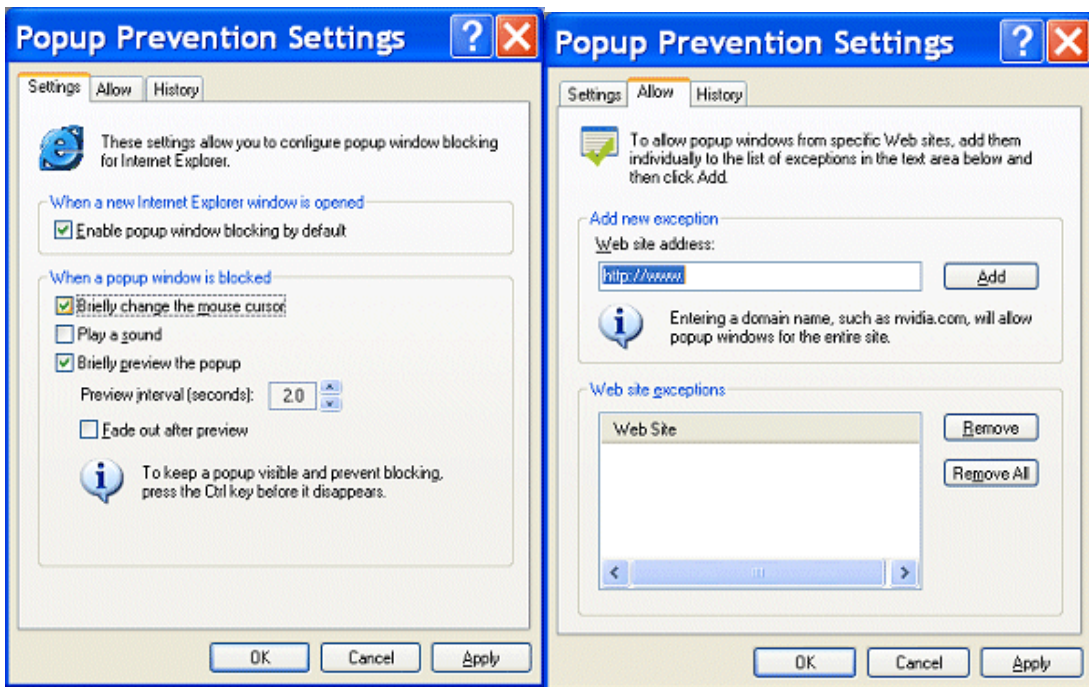 Popup Prevention Settings
Settings Allow History
These settings allow you to configure popup window blocking
for Internet Explorer.
When a new Internet Explorer window is opened
Enable popup window blocking by default
When a popup window is blocked
Briefly change the mouse cursor
Play a sound
Briefly preview the popup
Preview interval (seconds): 2.0
Fade out after preview
To keep a popup visible and prevent blocking,
press the Ctrl key before it disappears.
OK Cancel Apply
Popup Prevention Settings
Settings Allow History
To allow popup windows from specific Web sites, add them
individually to the list of exceptions in the text area below and
then click Add.
Add new exception
Web site address:
http://www. Add
Entering a domain name, such as nvidia.com, will allow
popup windows for the entire site.
Web site exceptions
Web Site
Remove
Remove All
OK Cancel Apply